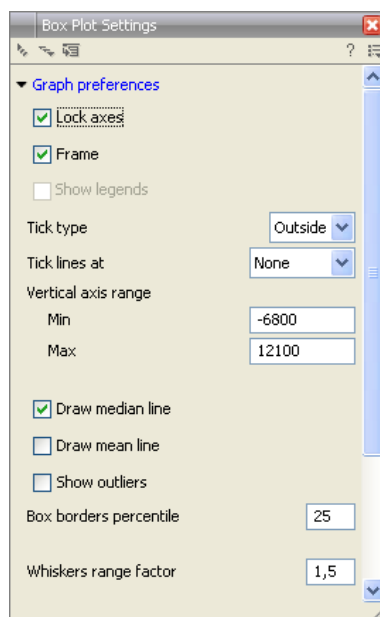 Box Plot Settings
?
Graph preferences
Lock axes
Frame
Show legends
Tick type Outside
Tick lines at None
Vertical axis range
Min -6800
Max 12100
Draw median line
Draw mean line
Show outliers
Box borders percentile 25
Whiskers range factor 1,5